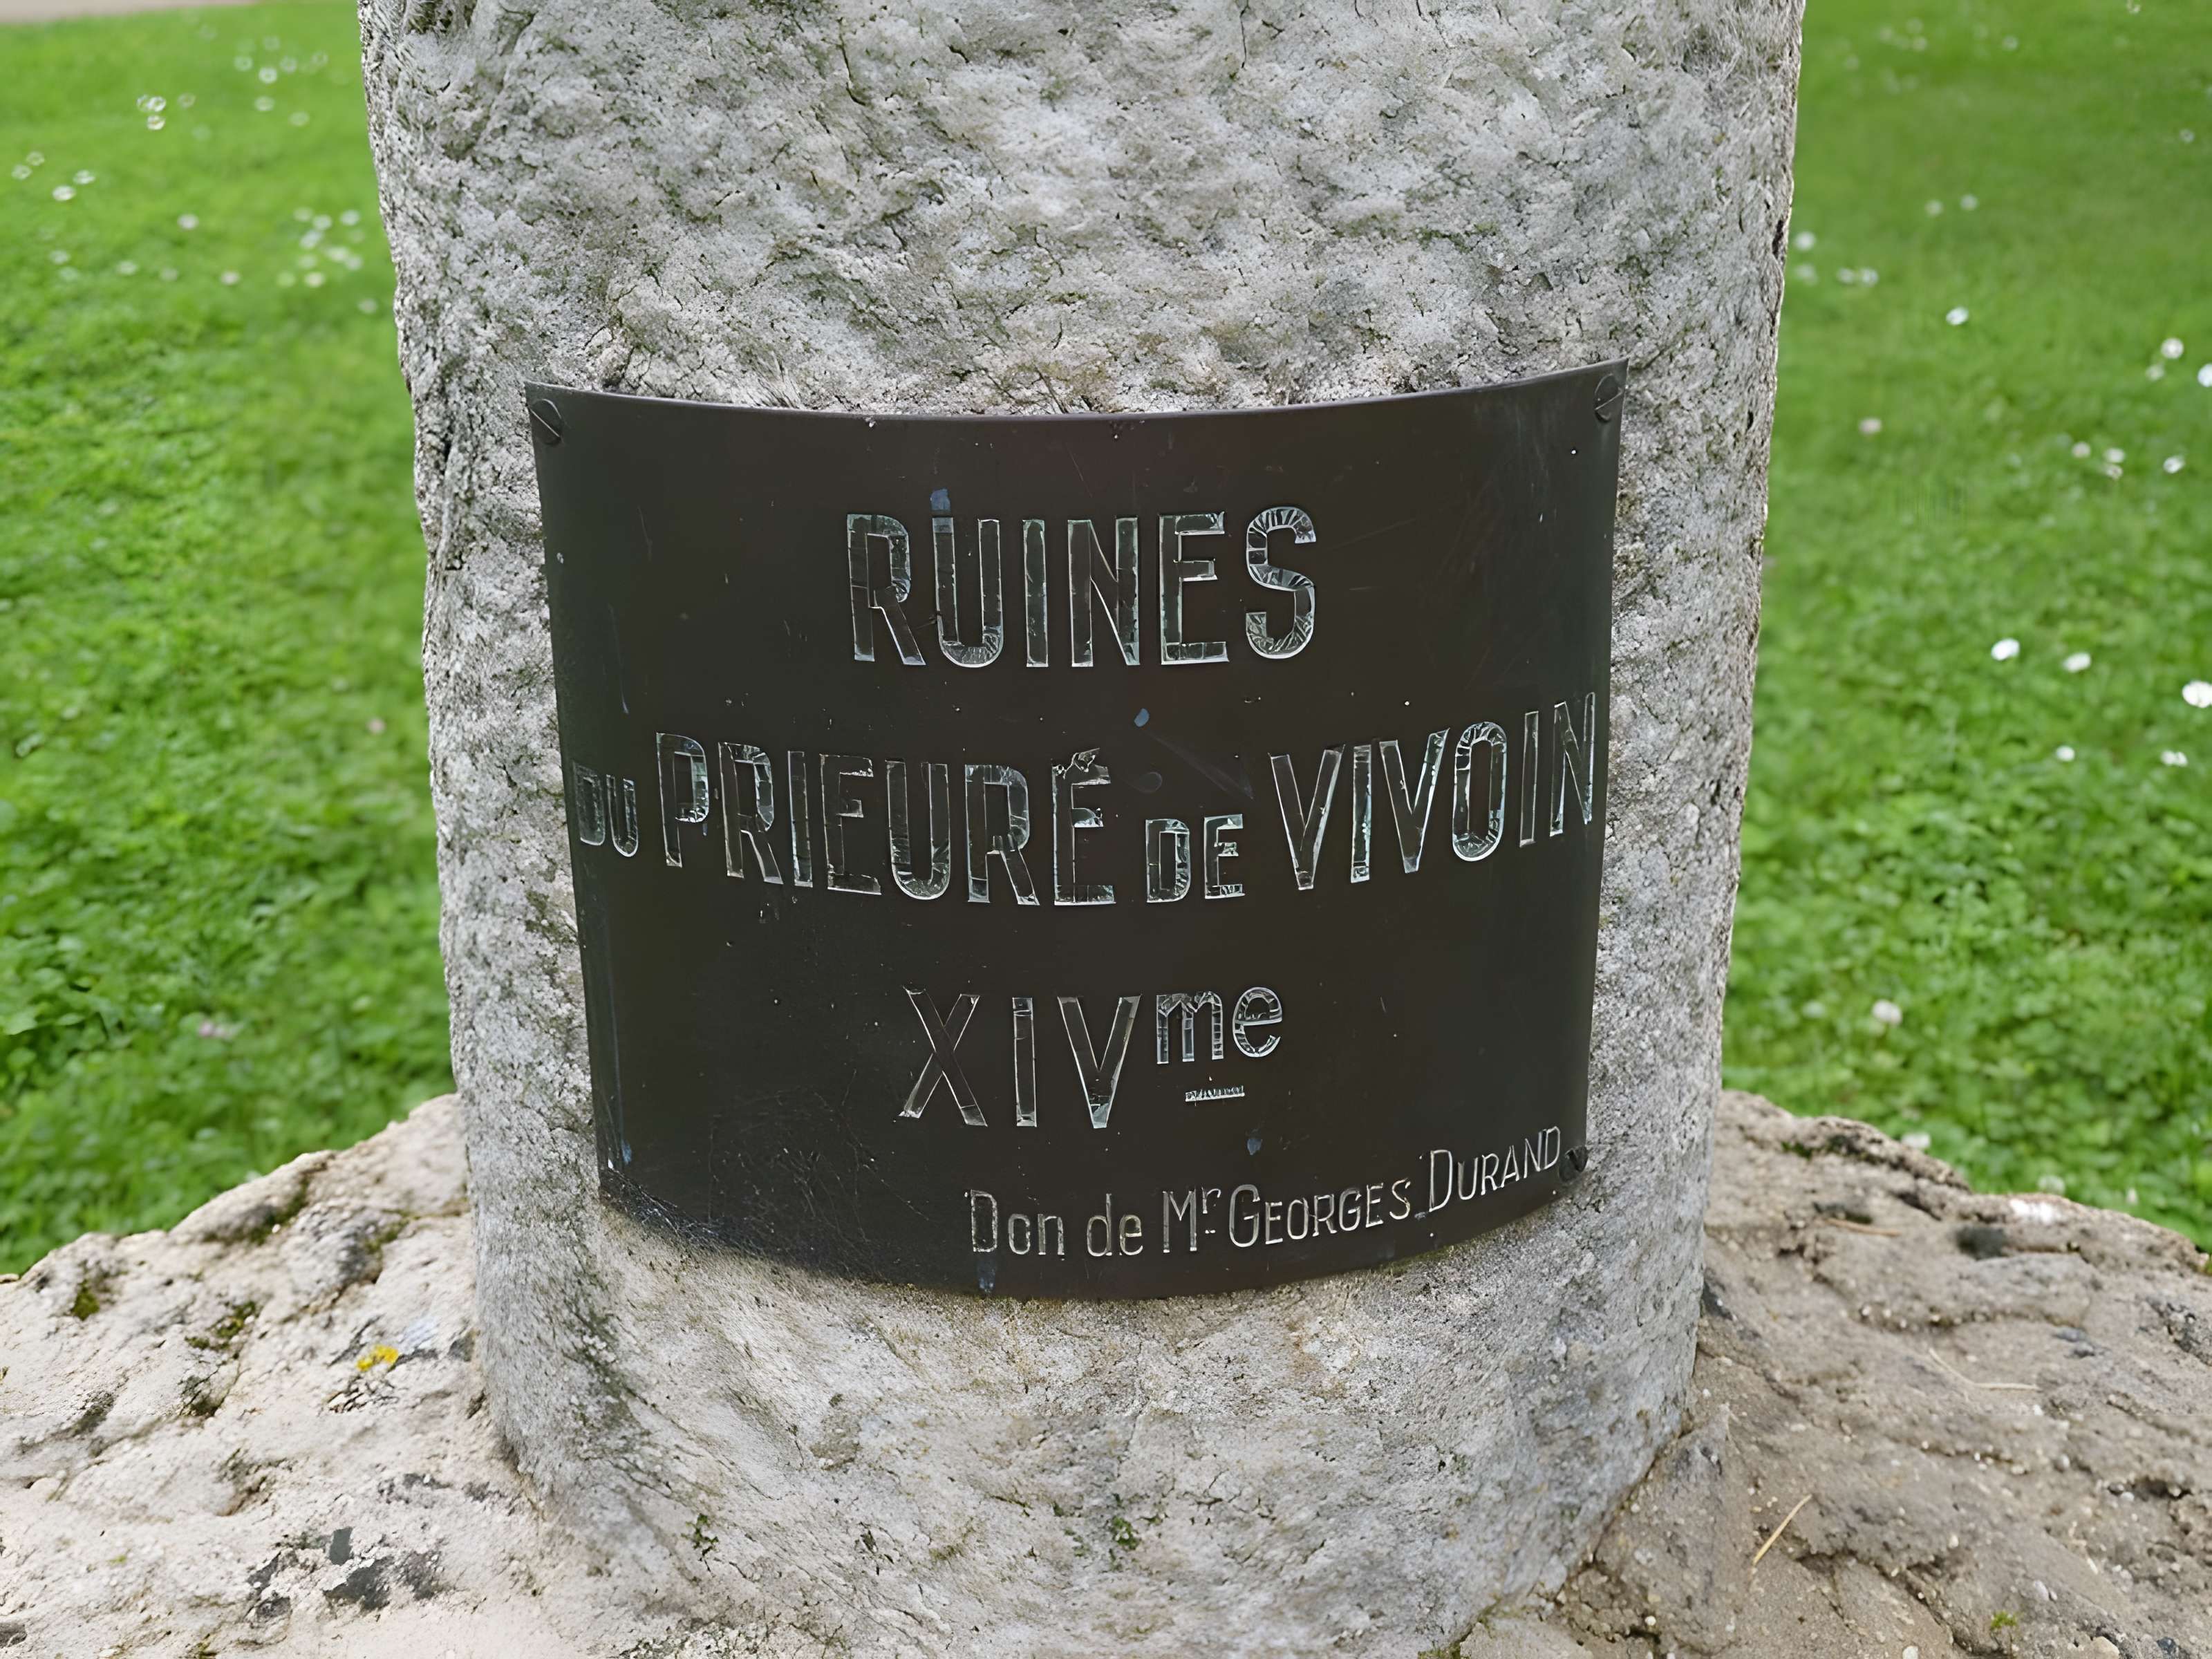 RUINES
DU PRIEURÉ DE VIVOIN
XIVme
Don de Mr GEORGES DURAND